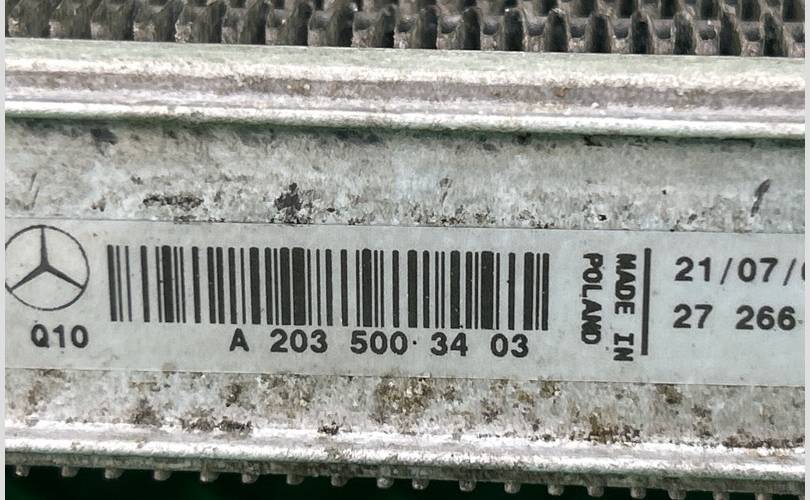 Q10
A 203 500 34 03
MADE IN
POLAND
21/07/
27 266